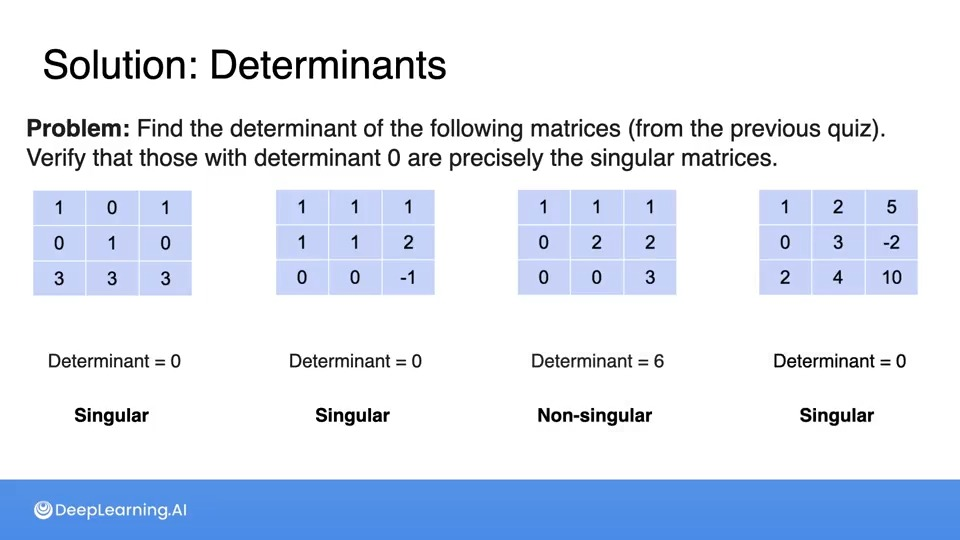 Solution: Determinants
Problem: Find the determinant of the following matrices (from the previous quiz).
Verify that those with determinant 0 are precisely the singular matrices.
1 0 1
0 1 0
3 3 3
1 1 1
1 1 2
0 0 -1
1 1 1
0 2 2
0 0 3
1 2 5
0 3 -2
2 4 10
Determinant = 0
Determinant = 0
Determinant = 6
Determinant = 0
Singular
Singular
Non-singular
Singular
DeepLearning.AI